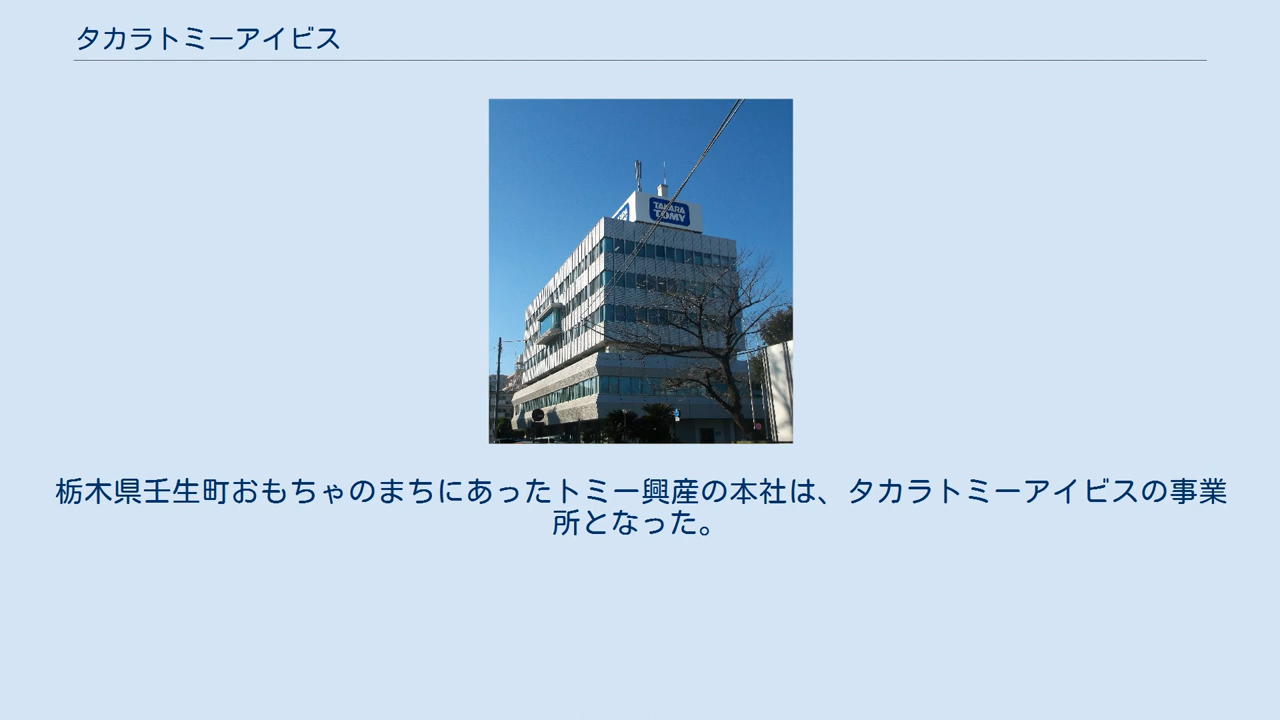 タカラトミーアイビス
TAKARA
TOMY
栃木県壬生町おもちゃのまちにあったトミー興産の本社は、タカラトミーアイビスの事業
所となった。